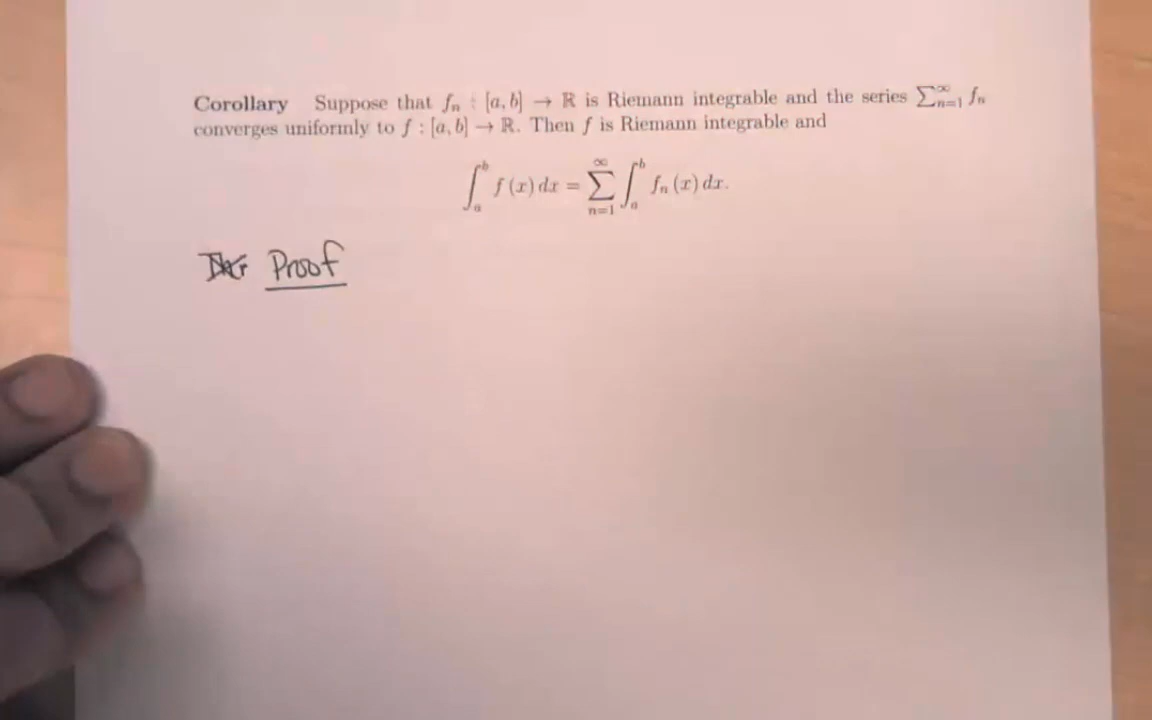 Corollary Suppose that fₙ : [a, b] → ℝ is Riemann integrable and the series ∑ₙ₌₁^∞ fₙ
converges uniformly to f : [a, b] → ℝ. Then f is Riemann integrable and
∫ₐᵇ f (x) dx = ∑ₙ₌₁^∞ ∫ₐᵇ fₙ (x) dx.
Proof